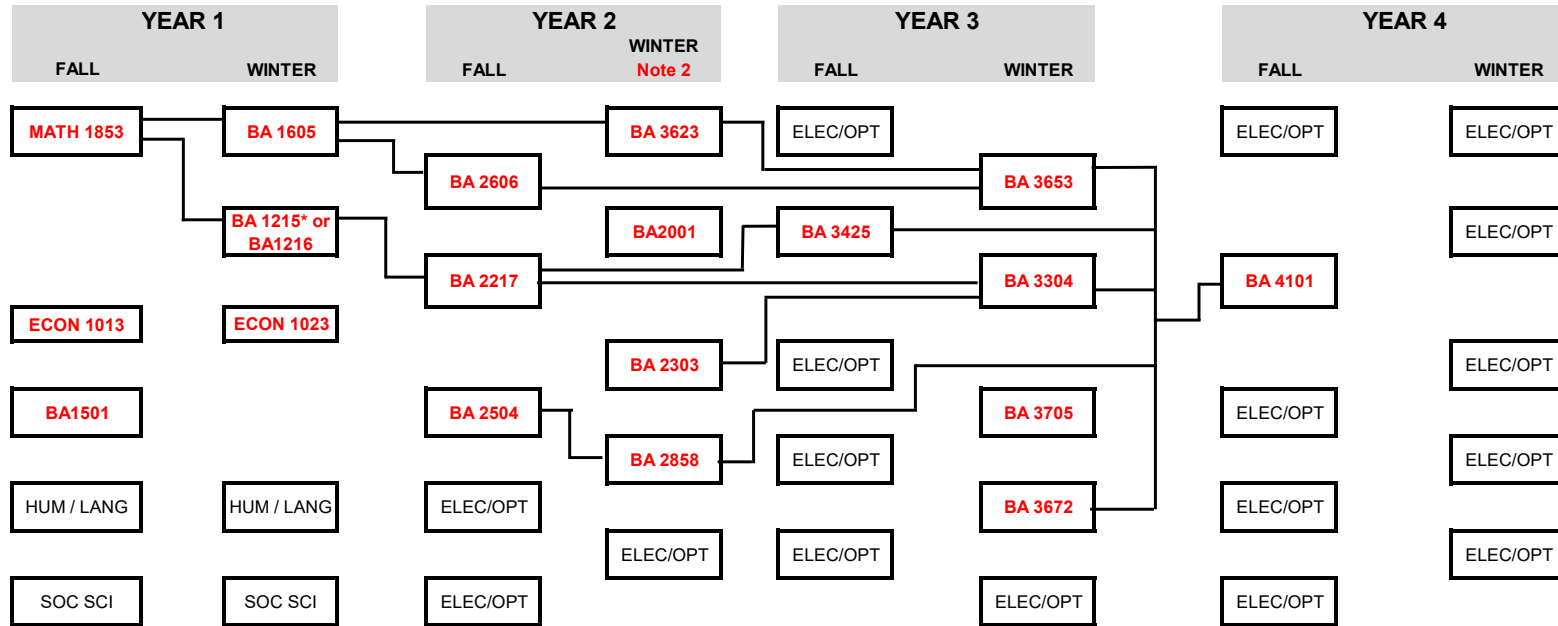 YEAR 1
YEAR 2
YEAR 3
YEAR 4
WINTER
FALL
WINTER
FALL
Note 2
FALL
WINTER
FALL
WINTER
MATH 1853
BA 1605
BA 3623
ELEC/OPT
ELEC/OPT
ELEC/OPT
BA 2606
BA 3653
BA 1215* or
BA1216
BA2001
BA 3425
ELEC/OPT
BA 2217
BA 3304
BA 4101
ECON 1013
ECON 1023
BA 2303
ELEC/OPT
ELEC/OPT
BA1501
BA 2504
BA 3705
ELEC/OPT
BA 2858
ELEC/OPT
ELEC/OPT
HUM / LANG
HUM / LANG
ELEC/OPT
BA 3672
ELEC/OPT
ELEC/OPT
ELEC/OPT
ELEC/OPT
SOC SCI
SOC SCI
ELEC/OPT
ELEC/OPT
ELEC/OPT